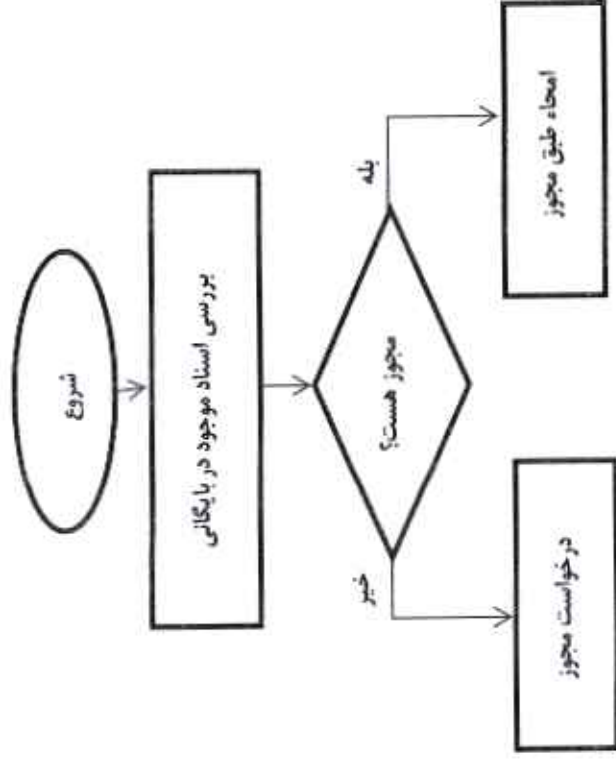 شروع
بررسی اسناد موجود در بایگانی
مجوز هست؟
بله
خیر
امحاء طبق مجوز
درخواست مجوز